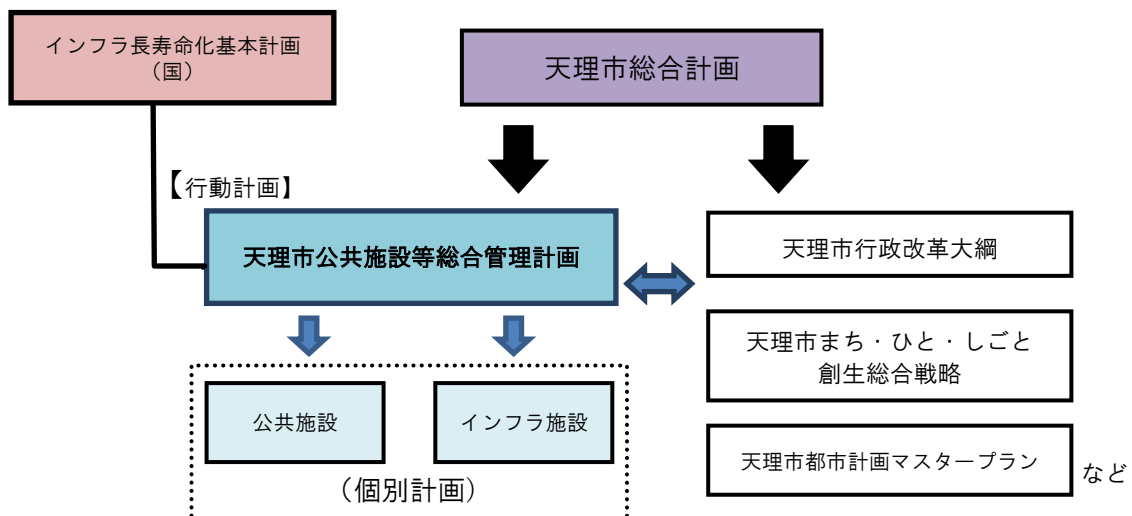 インフラ長寿命化基本計画
（国）
天理市総合計画
【行動計画】
天理市公共施設等総合管理計画
天理市行政改革大綱
天理市まち・ひと・しごと
創生総合戦略
公共施設
インフラ施設
天理市都市計画マスタープラン
など
（個別計画）